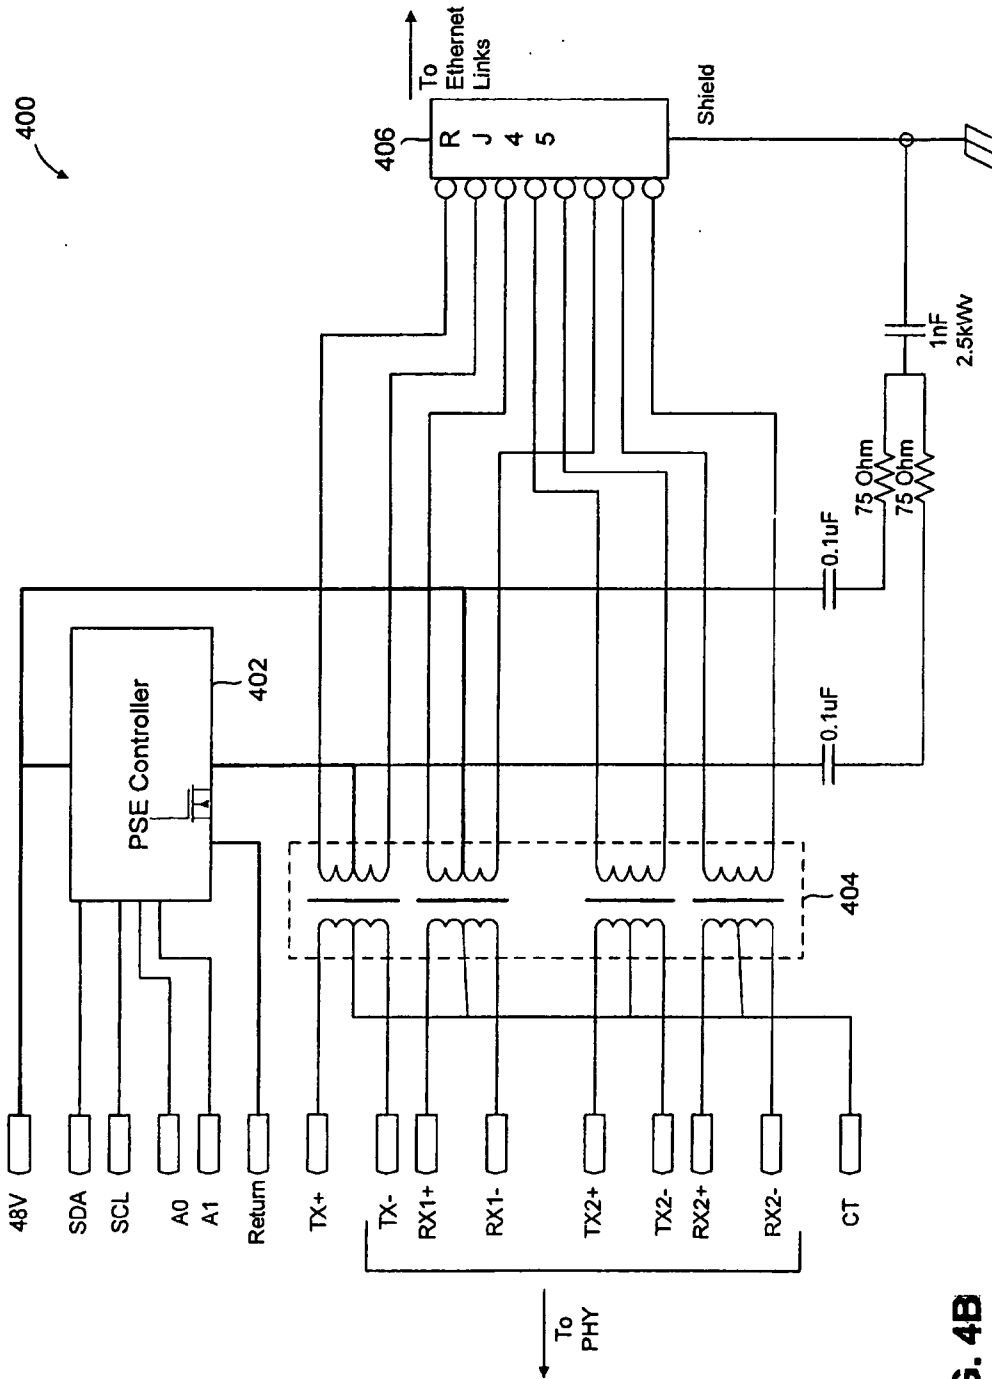 400
To
Ethernet
Links
406
R
J
4
5
Shield
1nF
2.5kW
75 Ohm
75 Ohm
0.1uF
0.1uF
PSE Controller
402
404
48V
SDA
SCL
A0
A1
Return
TX+
TX-
RX1+
RX1-
TX2+
TX2-
RX2+
RX2-
CT
To
PHY
4B